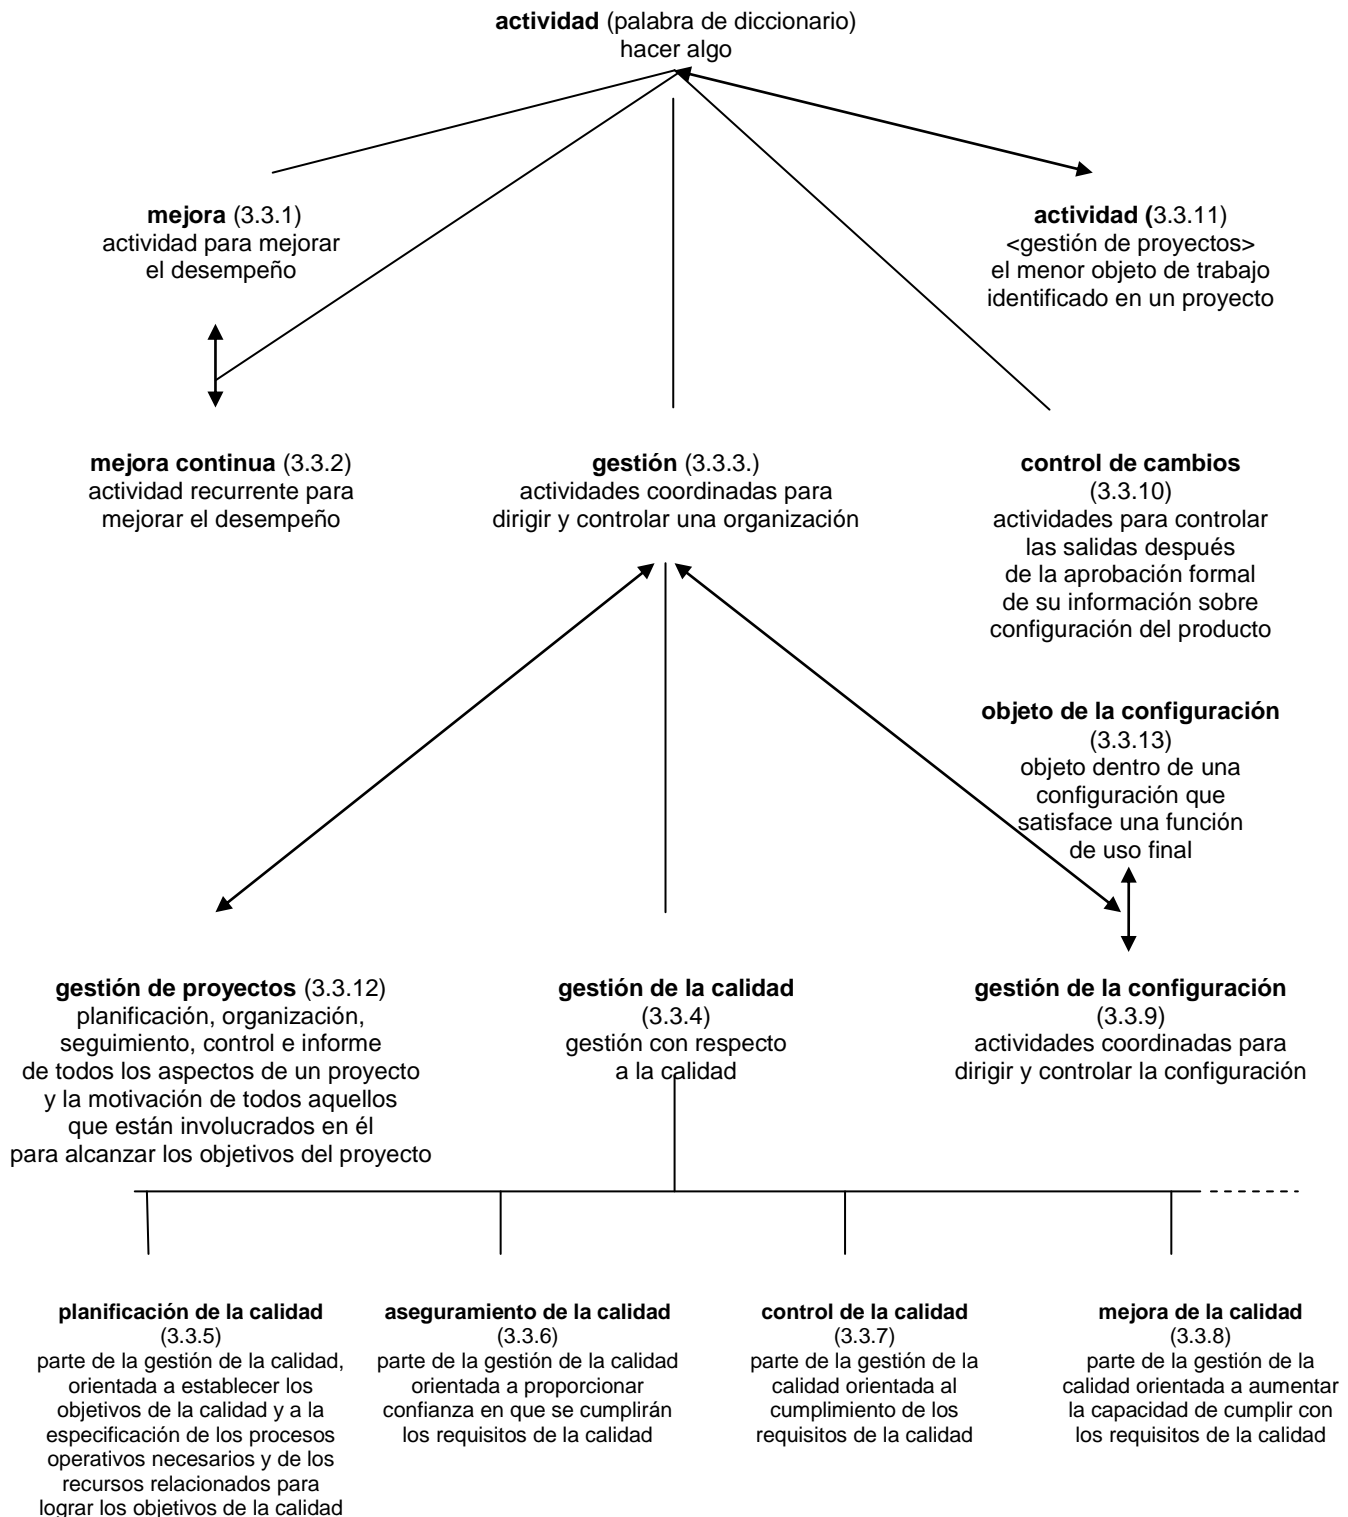 actividad (palabra de diccionario)
hacer algo
mejora (3.3.1)
actividad para mejorar
el desempeño
actividad (3.3.11)
<gestión de proyectos>
el menor objeto de trabajo
identificado en un proyecto
mejora continua (3.3.2)
actividad recurrente para
mejorar el desempeño
gestión (3.3.3.)
actividades coordinadas para
dirigir y controlar una organización
control de cambios
(3.3.10)
actividades para controlar
las salidas después
de la aprobación formal
de su información sobre
configuración del producto
objeto de la configuración
(3.3.13)
objeto dentro de una
configuración que
satisface una función
de uso final
gestión de proyectos (3.3.12)
planificación, organización,
seguimiento, control e informe
de todos los aspectos de un proyecto
y la motivación de todos aquellos
que están involucrados en él
para alcanzar los objetivos del proyecto
gestión de la calidad
(3.3.4)
gestión con respecto
a la calidad
gestión de la configuración
(3.3.9)
actividades coordinadas para
dirigir y controlar la configuración
planificación de la calidad
(3.3.5)
parte de la gestión de la calidad,
orientada a establecer los
objetivos de la calidad y a la
especificación de los procesos
operativos necesarios y de los
recursos relacionados para
lograr los objetivos de la calidad
aseguramiento de la calidad
(3.3.6)
parte de la gestión de la calidad
orientada a proporcionar
confianza en que se cumplirán
los requisitos de la calidad
control de la calidad
(3.3.7)
parte de la gestión de la
calidad orientada al
cumplimiento de los
requisitos de la calidad
mejora de la calidad
(3.3.8)
parte de la gestión de la
calidad orientada a aumentar
la capacidad de cumplir con
los requisitos de la calidad